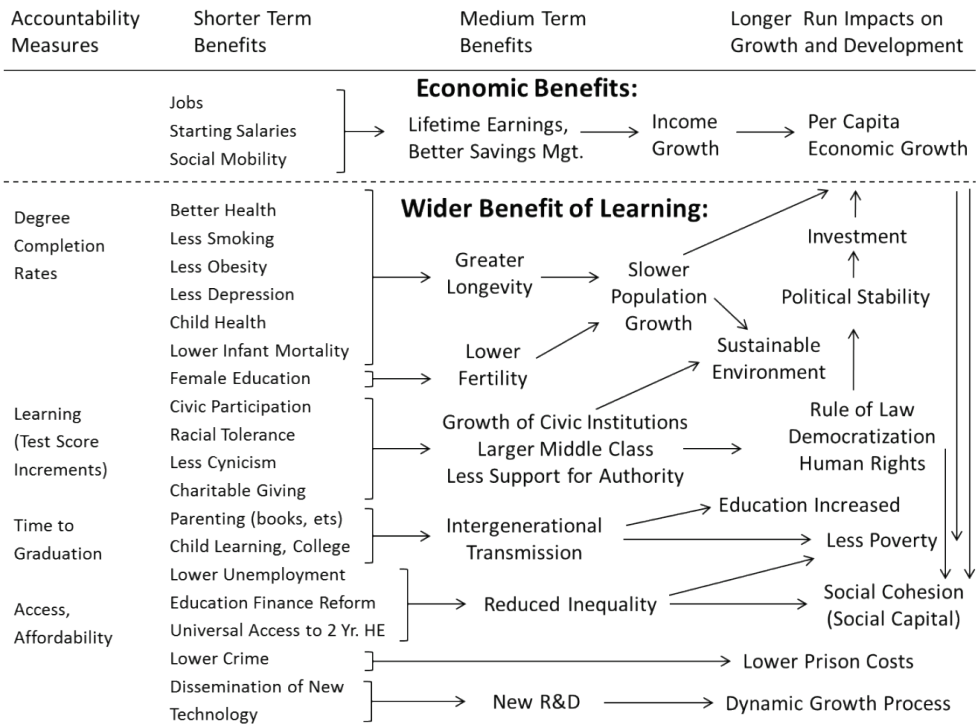 Accountability
Measures
Shorter Term
Benefits
Medium Term
Benefits
Longer Run Impacts on
Growth and Development
Economic Benefits:
Jobs
Starting Salaries
Social Mobility
Lifetime Earnings,
Better Savings Mgt.
Income
Growth
Per Capita
Economic Growth
Wider Benefit of Learning:
Degree
Completion
Rates
Better Health
Less Smoking
Less Obesity
Less Depression
Child Health
Lower Infant Mortality
Female Education
Greater
Longevity
Lower
Fertility
Slower
Population
Growth
Sustainable
Environment
Investment
Political Stability
Rule of Law
Democratization
Human Rights
Learning
(Test Score
Increments)
Civic Participation
Racial Tolerance
Less Cynicism
Charitable Giving
Growth of Civic Institutions
Larger Middle Class
Less Support for Authority
Time to
Graduation
Parenting (books, ets)
Child Learning, College
Intergenerational
Transmission
Education Increased
Less Poverty
Access,
Affordability
Lower Unemployment
Education Finance Reform
Universal Access to 2 Yr. HE
Reduced Inequality
Social Cohesion
(Social Capital)
Lower Crime
Lower Prison Costs
Dissemination of New
Technology
New R&D
Dynamic Growth Process